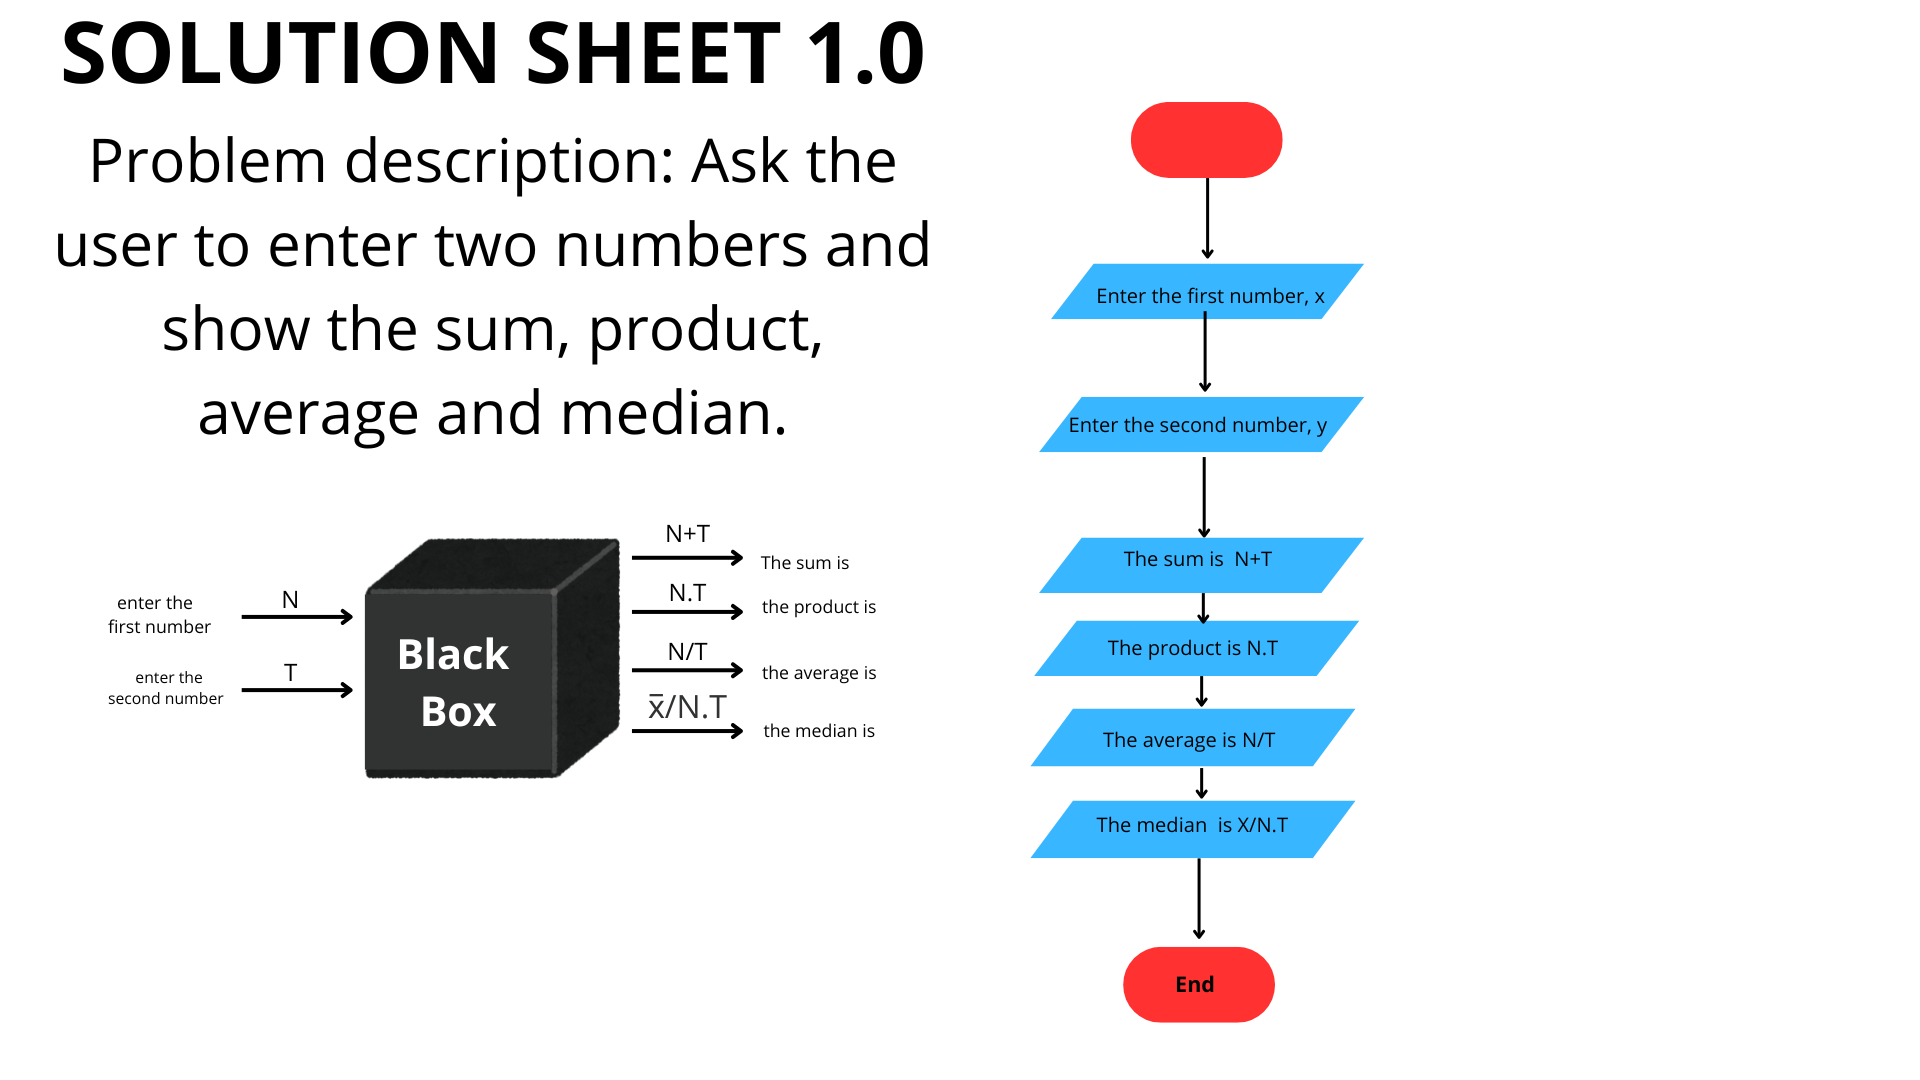 SOLUTION SHEET 1.0
Problem description: Ask the
user to enter two numbers and
show the sum, product,
average and median.
enter the
first number
N
enter the
second number
T
Black
Box
N+T
The sum is
N.T
the product is
N/T
the average is
x̅/N.T
the median is
Enter the first number, x
Enter the second number, y
The sum is  N+T
The product is N.T
The average is N/T
The median  is X/N.T
End